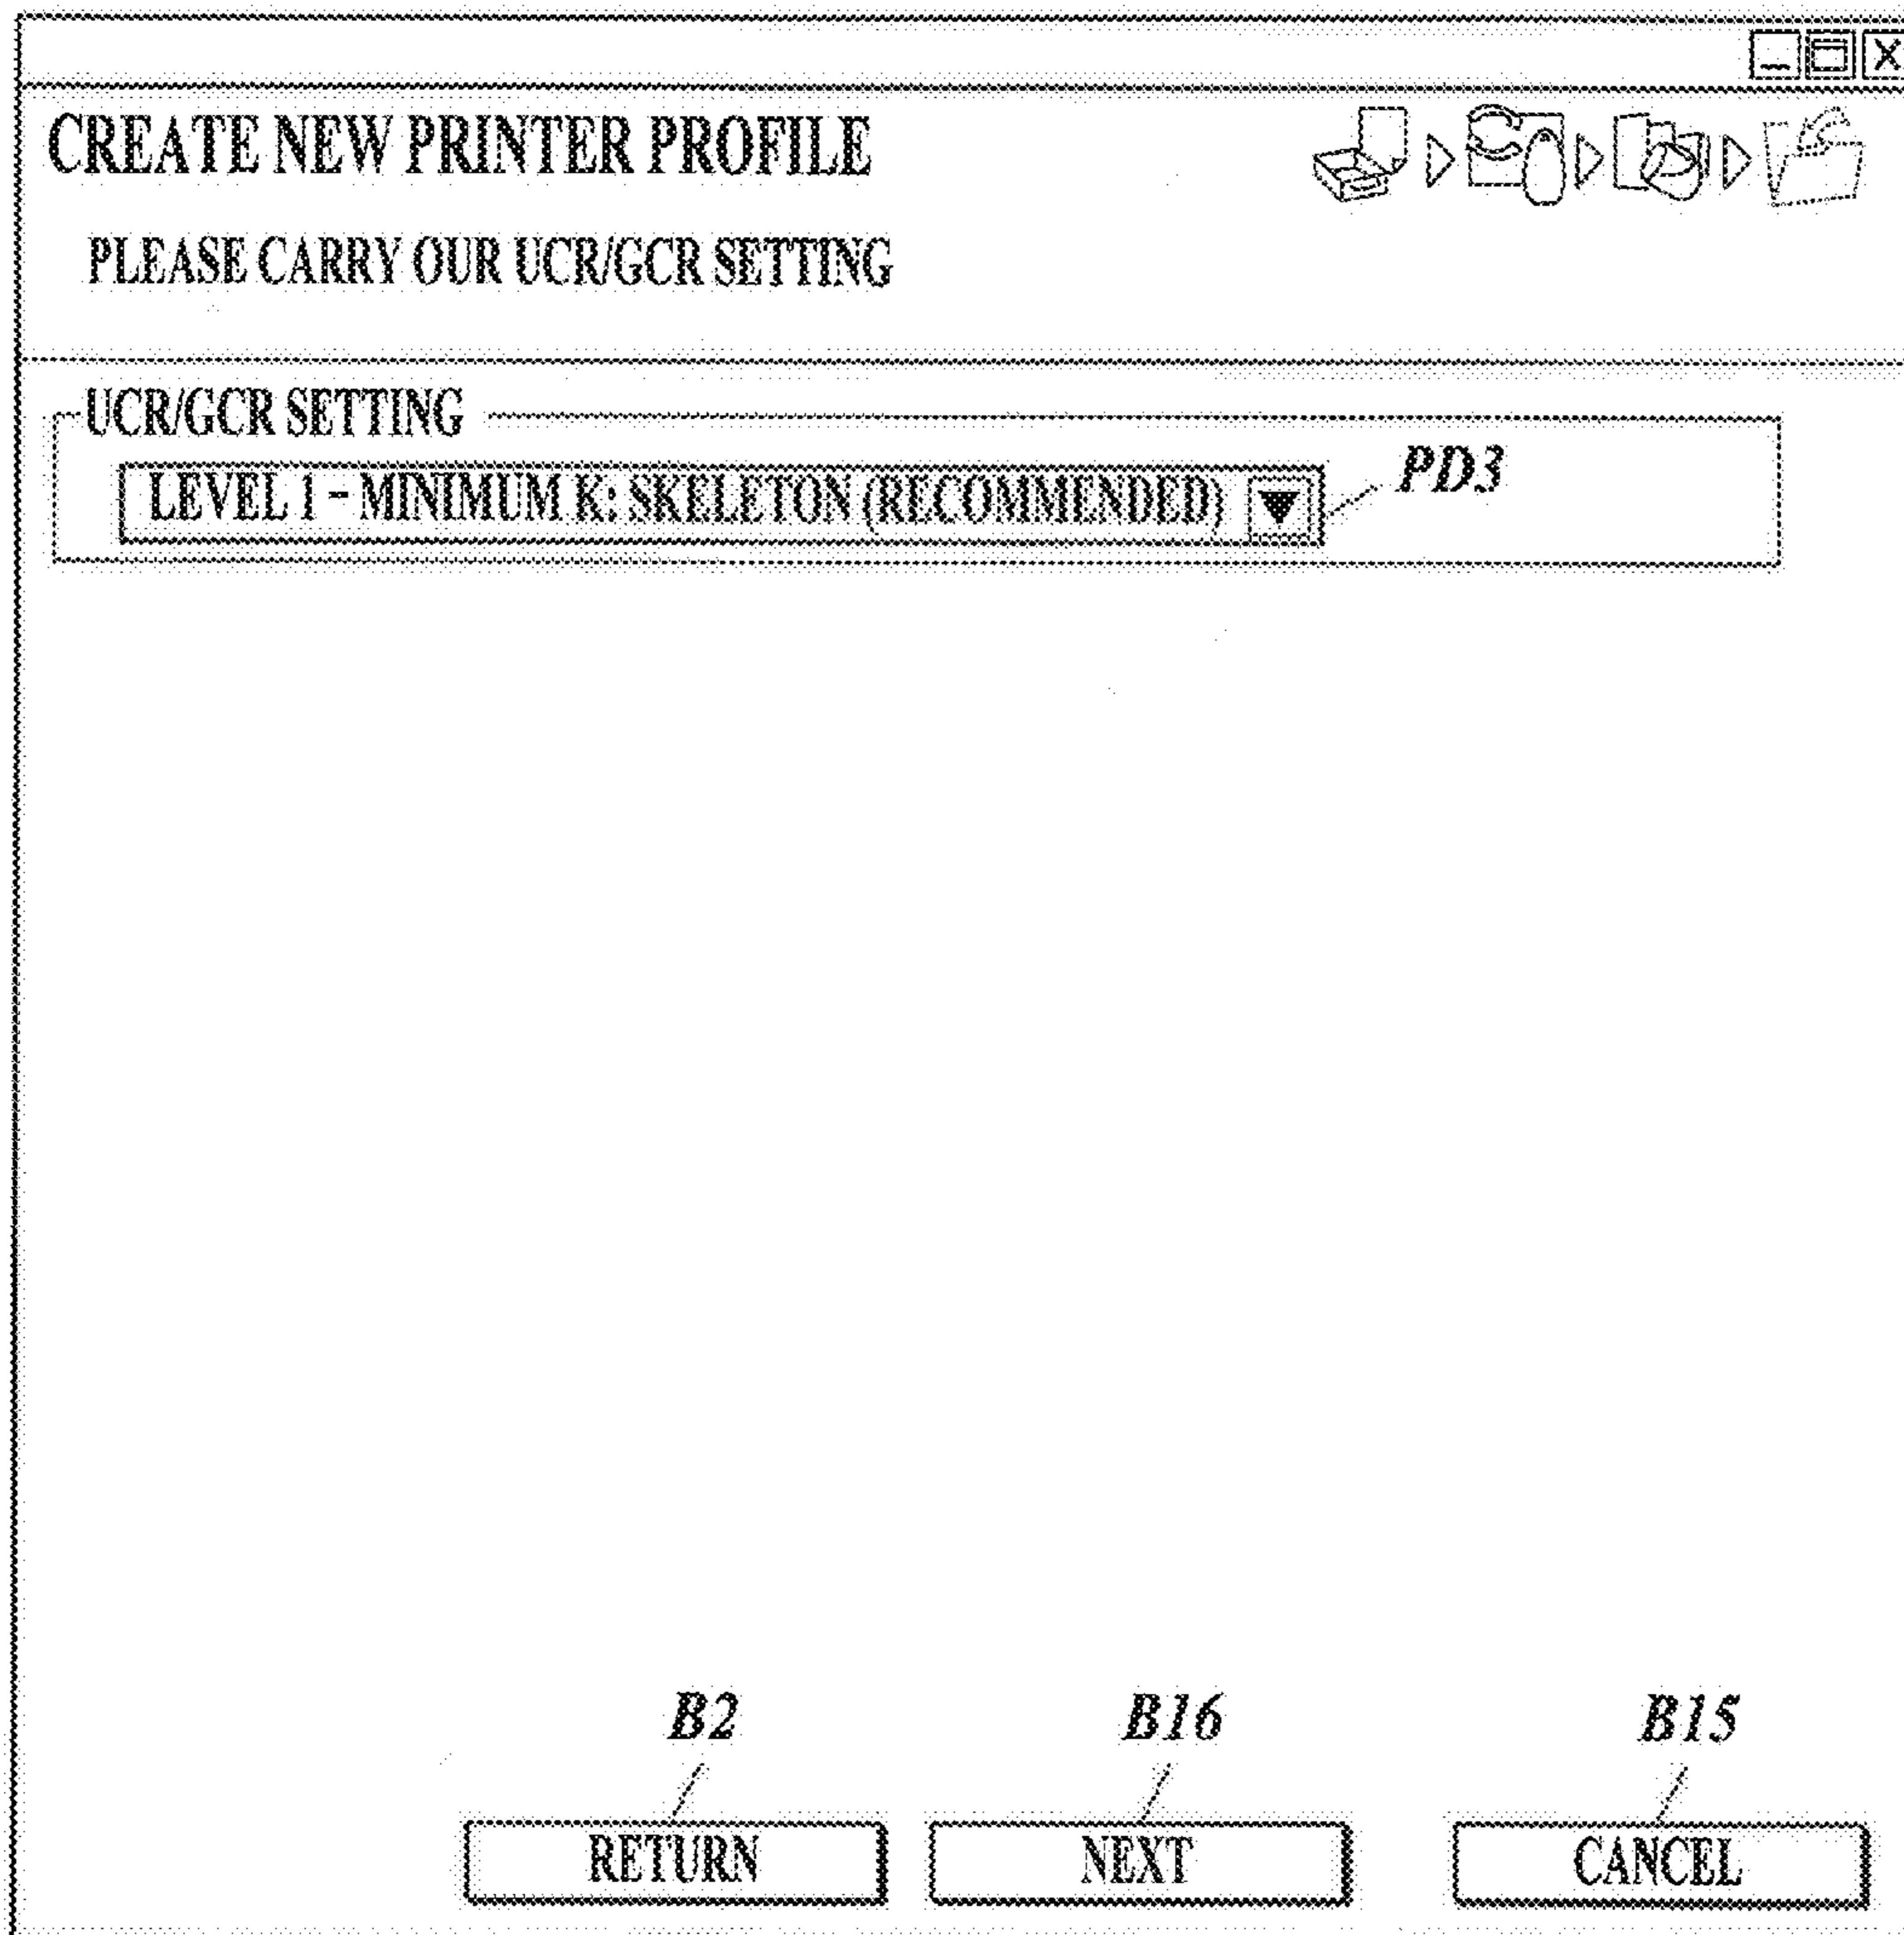 CREATE NEW PRINTER PROFILE
PLEASE CARRY OUR UCR/GCR SETTING
UCR/GCR SETTING
LEVEL 1 - MINIMUM K: SKELETON (RECOMMENDED)
PD3
B2 B16 B15
RETURN NEXT CANCEL